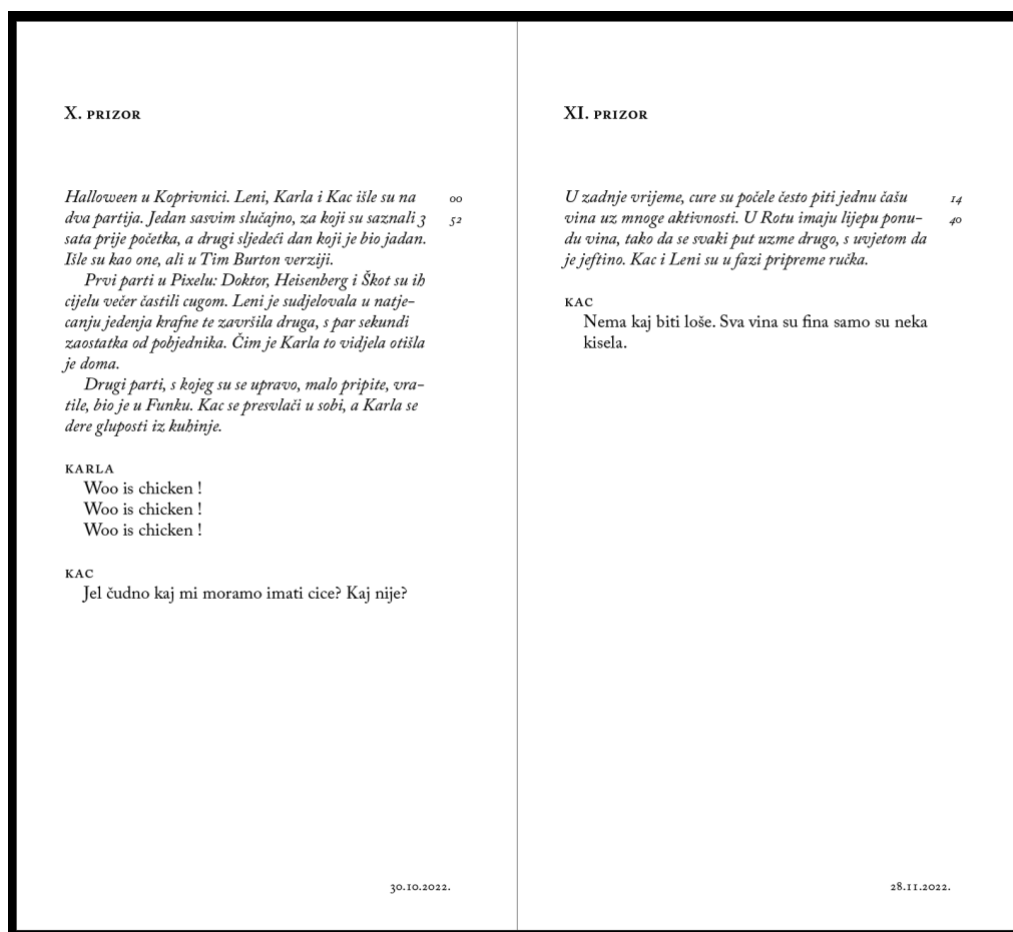 X. PRIZOR
Halloween u Koprivnici. Leni, Karla i Kac išle su na
dva partija. Jedan sasvim slučajno, za koji su saznali 3
sata prije početka, a drugi sljedeći dan koji je bio jadan.
Išle su kao one, ali u Tim Burton verziji.
Prvi parti u Pixelu: Doktor, Heisenberg i Škot su ih
cijelu večer častili cugom. Leni je sudjelovala u natje-
canju jedenja krafne te završila druga, s par sekundi
zaostatka od pobjednika. Čim je Karla to vidjela otišla
je doma.
Drugi parti, s kojeg su se upravo, malo pripite, vra-
tile, bio je u Funku. Kac se presvlači u sobi, a Karla se
dere gluposti iz kuhinje.
00
52
KARLA
Woo is chicken !
Woo is chicken !
Woo is chicken !
KAC
Jel čudno kaj mi moramo imati cice? Kaj nije?
30.10.2022.
XI. PRIZOR
U zadnje vrijeme, cure su počele često piti jednu čašu
vina uz mnoge aktivnosti. U Rotu imaju lijepu ponu-
du vina, tako da se svaki put uzme drugo, s uvjetom da
je jeftino. Kac i Leni su u fazi pripreme ručka.
14
40
KAC
Nema kaj biti loše. Sva vina su fina samo su neka
kisela.
28.11.2022.